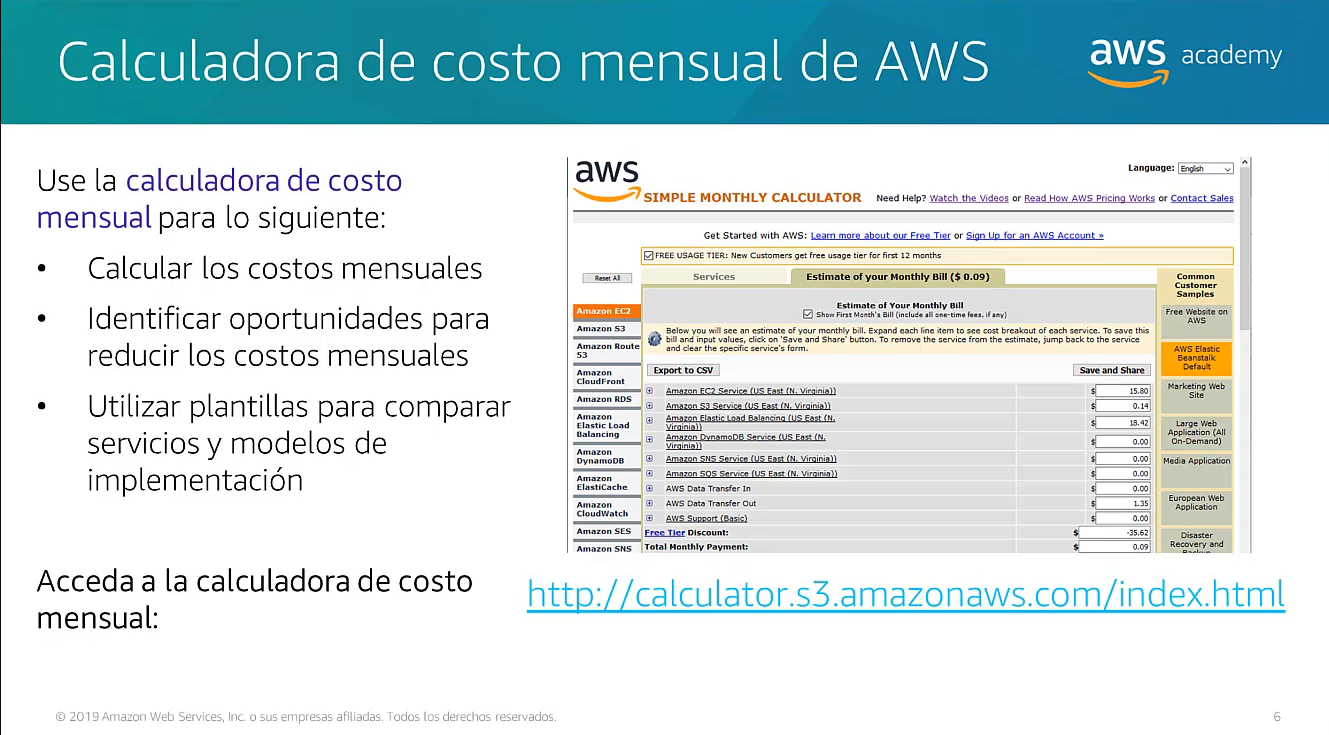 Calculadora de costo mensual de AWS
aws academy
Use la calculadora de costo
mensual para lo siguiente:
• Calcular los costos mensuales
• Identificar oportunidades para
reducir los costos mensuales
• Utilizar plantillas para comparar
servicios y modelos de
implementación
aws
Language: English
SIMPLE MONTHLY CALCULATOR
Need Help? Watch the Videos or Read How AWS Pricing Works or Contact Sales
Get Started with AWS: Learn more about our Free Tier or Sign Up for an AWS Account »
FREE USAGE TIER: New Customers get free usage tier for first 12 months
Reset All
Services
Estimate of your Monthly Bill ($ 0.09)
Amazon EC2
Amazon S3
Amazon Route
53
Amazon
CloudFront
Amazon RDS
Amazon
Elastic Load
Balancing
Amazon
DynamoDB
Amazon
ElastiCache
Amazon
CloudWatch
Amazon SES
Amazon SNS
Estimate of Your Monthly Bill
Show First Month's Bill (include all one-time fees, if any)
Below you will see an estimate of your monthly bill. Expand each line item to see cost breakout of each service. To save this
bill and input values, click on 'Save and Share' button. To remove the service from the estimate, jump back to the service
and clear the specific service's form.
Export to CSV
Save and Share
Amazon EC2 Service (US East (N. Virginia)) $ 15.80
Amazon S3 Service (US East (N. Virginia)) $ 0.14
Amazon Elastic Load Balancing (US East (N.
Virginia)) $ 18.42
Amazon DynamoDB Service (US East (N.
Virginia)) $ 0.00
Amazon SNS Service (US East (N. Virginia)) $ 0.00
Amazon SQS Service (US East (N. Virginia)) $ 0.00
AWS Data Transfer In $ 0.00
AWS Data Transfer Out $ 1.35
AWS Support (Basic) $ 0.00
Free Tier Discount: $ -35.62
Total Monthly Payment: $ 0.09
Common
Customer
Samples
Free Website on
AWS
AWS Elastic
Beanstalk
Default
Marketing Web
Site
Large Web
Application (All
On-Demand)
Media Application
European Web
Application
Disaster
Recovery and
Backup
Acceda a la calculadora de costo
mensual:
http://calculator.s3.amazonaws.com/index.html
© 2019 Amazon Web Services, Inc. o sus empresas afiliadas. Todos los derechos reservados.
6